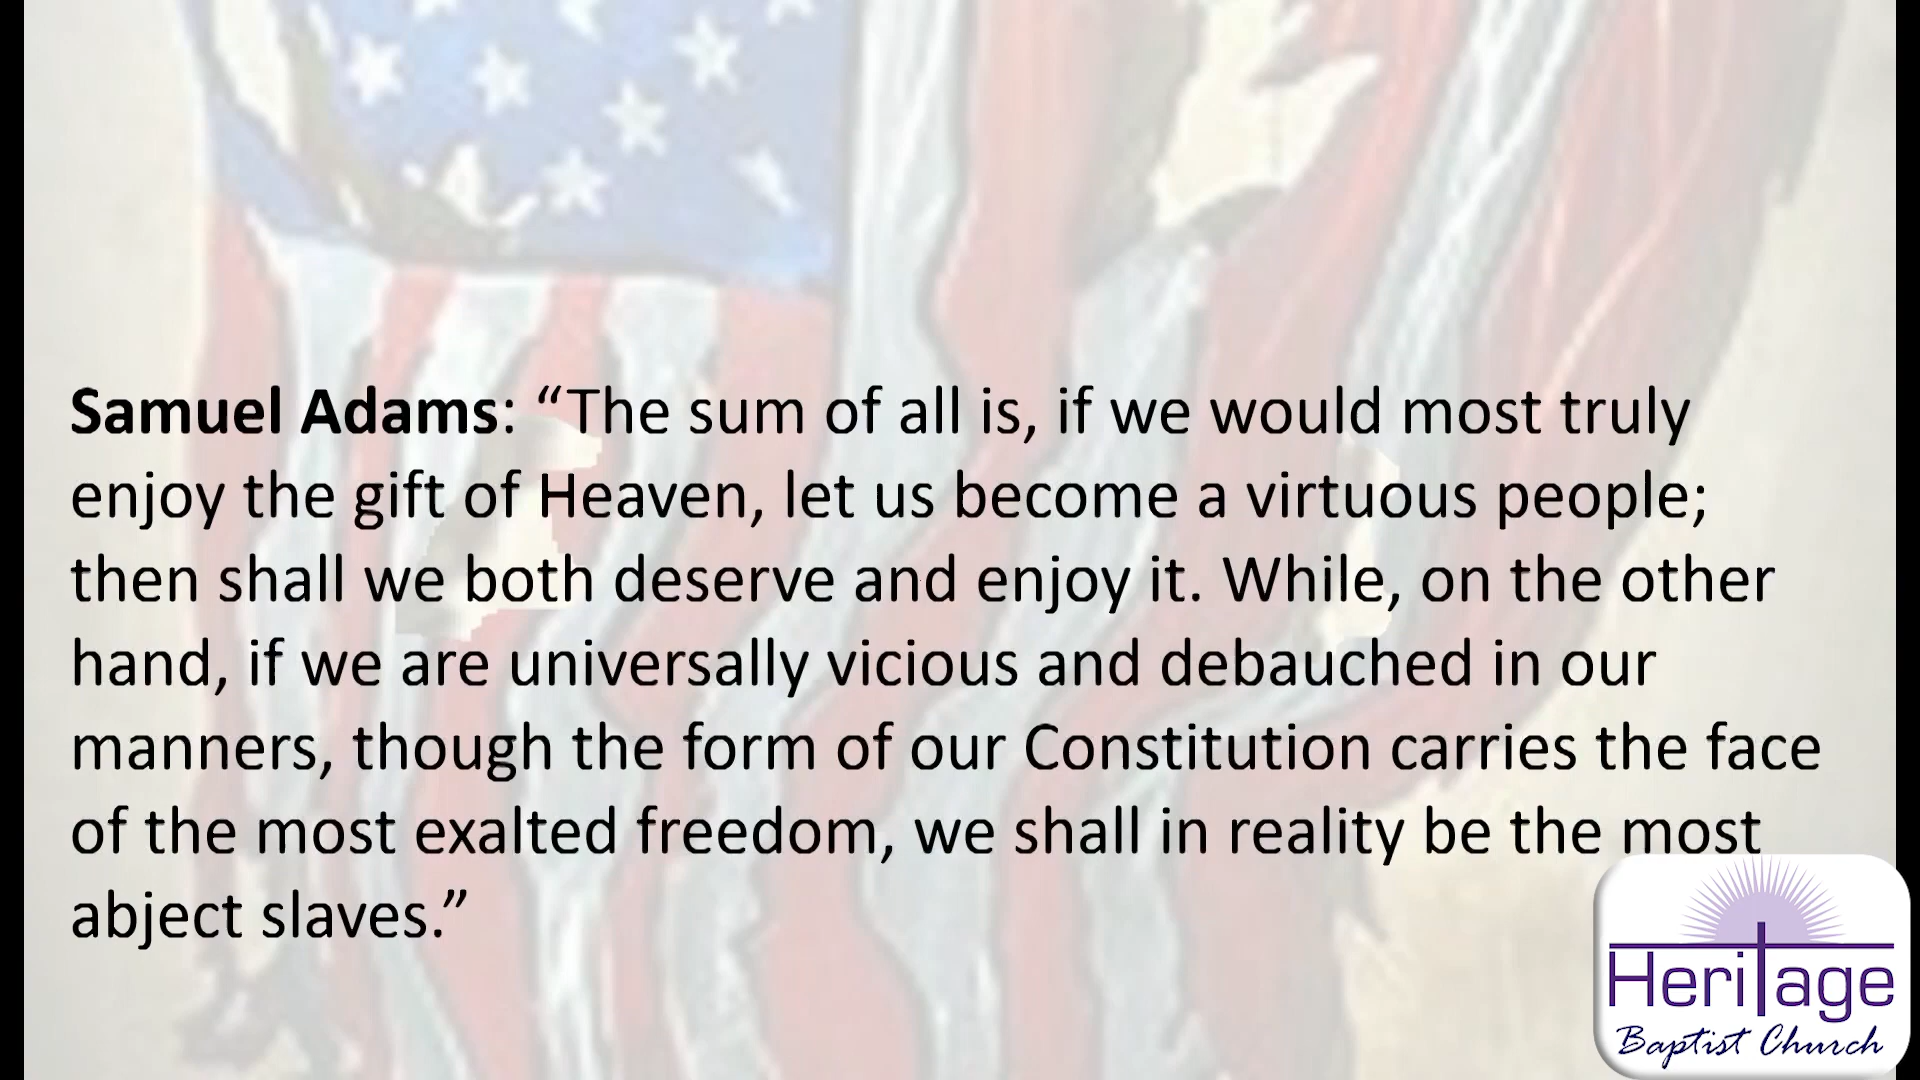 Samuel Adams: “The sum of all is, if we would most truly
enjoy the gift of Heaven, let us become a virtuous people;
then shall we both deserve and enjoy it. While, on the other
hand, if we are universally vicious and debauched in our
manners, though the form of our Constitution carries the face
of the most exalted freedom, we shall in reality be the most
abject slaves.”
Heritage
Baptist Church